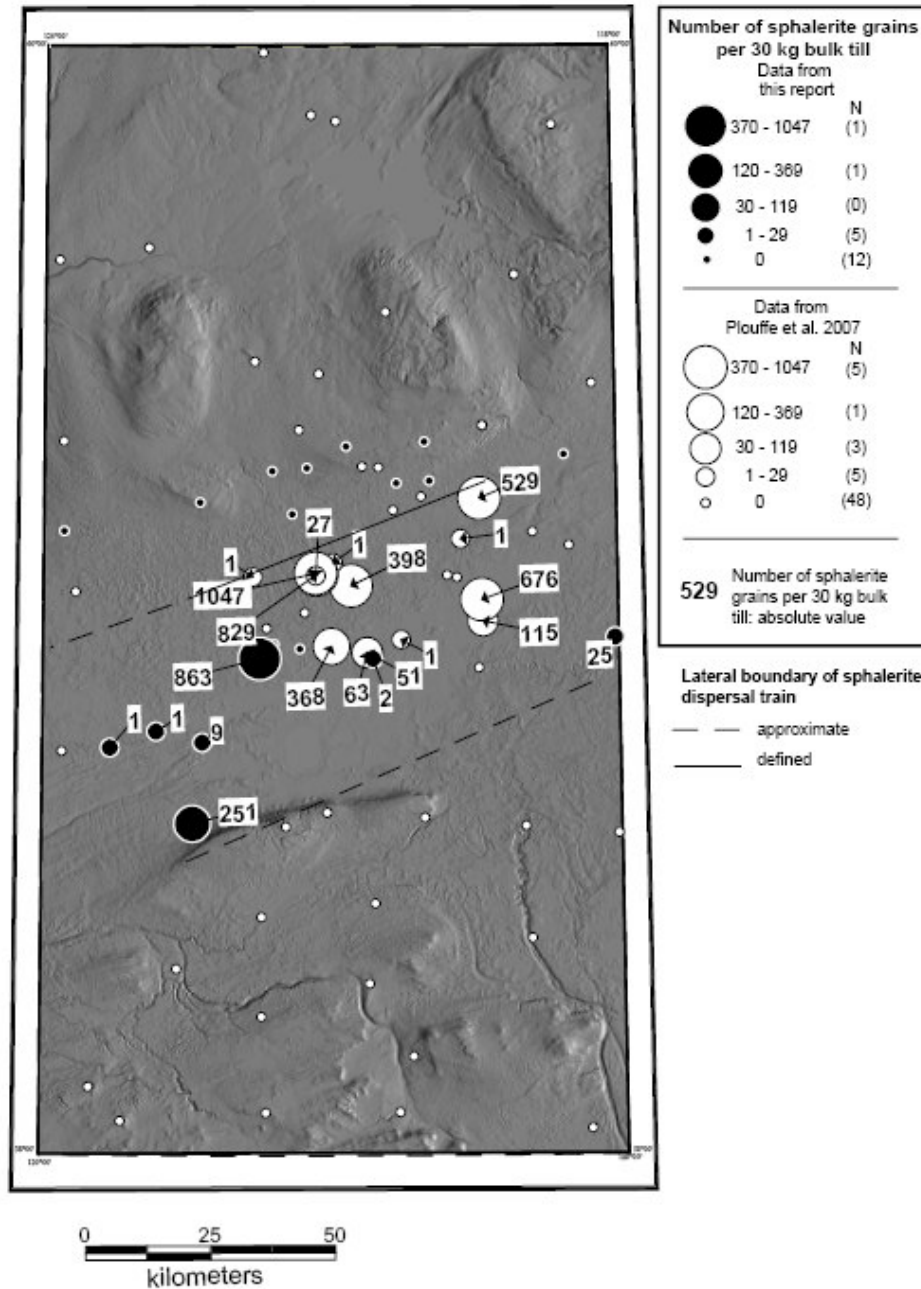 Number of sphalerite grains
per 30 kg bulk till
Data from
this report
N
370 - 1047 (1)
120 - 369 (1)
30 - 119 (0)
1 - 29 (5)
0 (12)
Data from
Plouffe et al. 2007
N
370 - 1047 (5)
120 - 369 (1)
30 - 119 (3)
1 - 29 (5)
0 (48)
529 Number of sphalerite
grains per 30 kg bulk
till: absolute value
Lateral boundary of sphalerite
dispersal train
approximate
defined
529
27
1
1
1
398
1047
676
829
115
863
368
63
2
51
1
25
1
1
9
251
0 25 50
kilometers